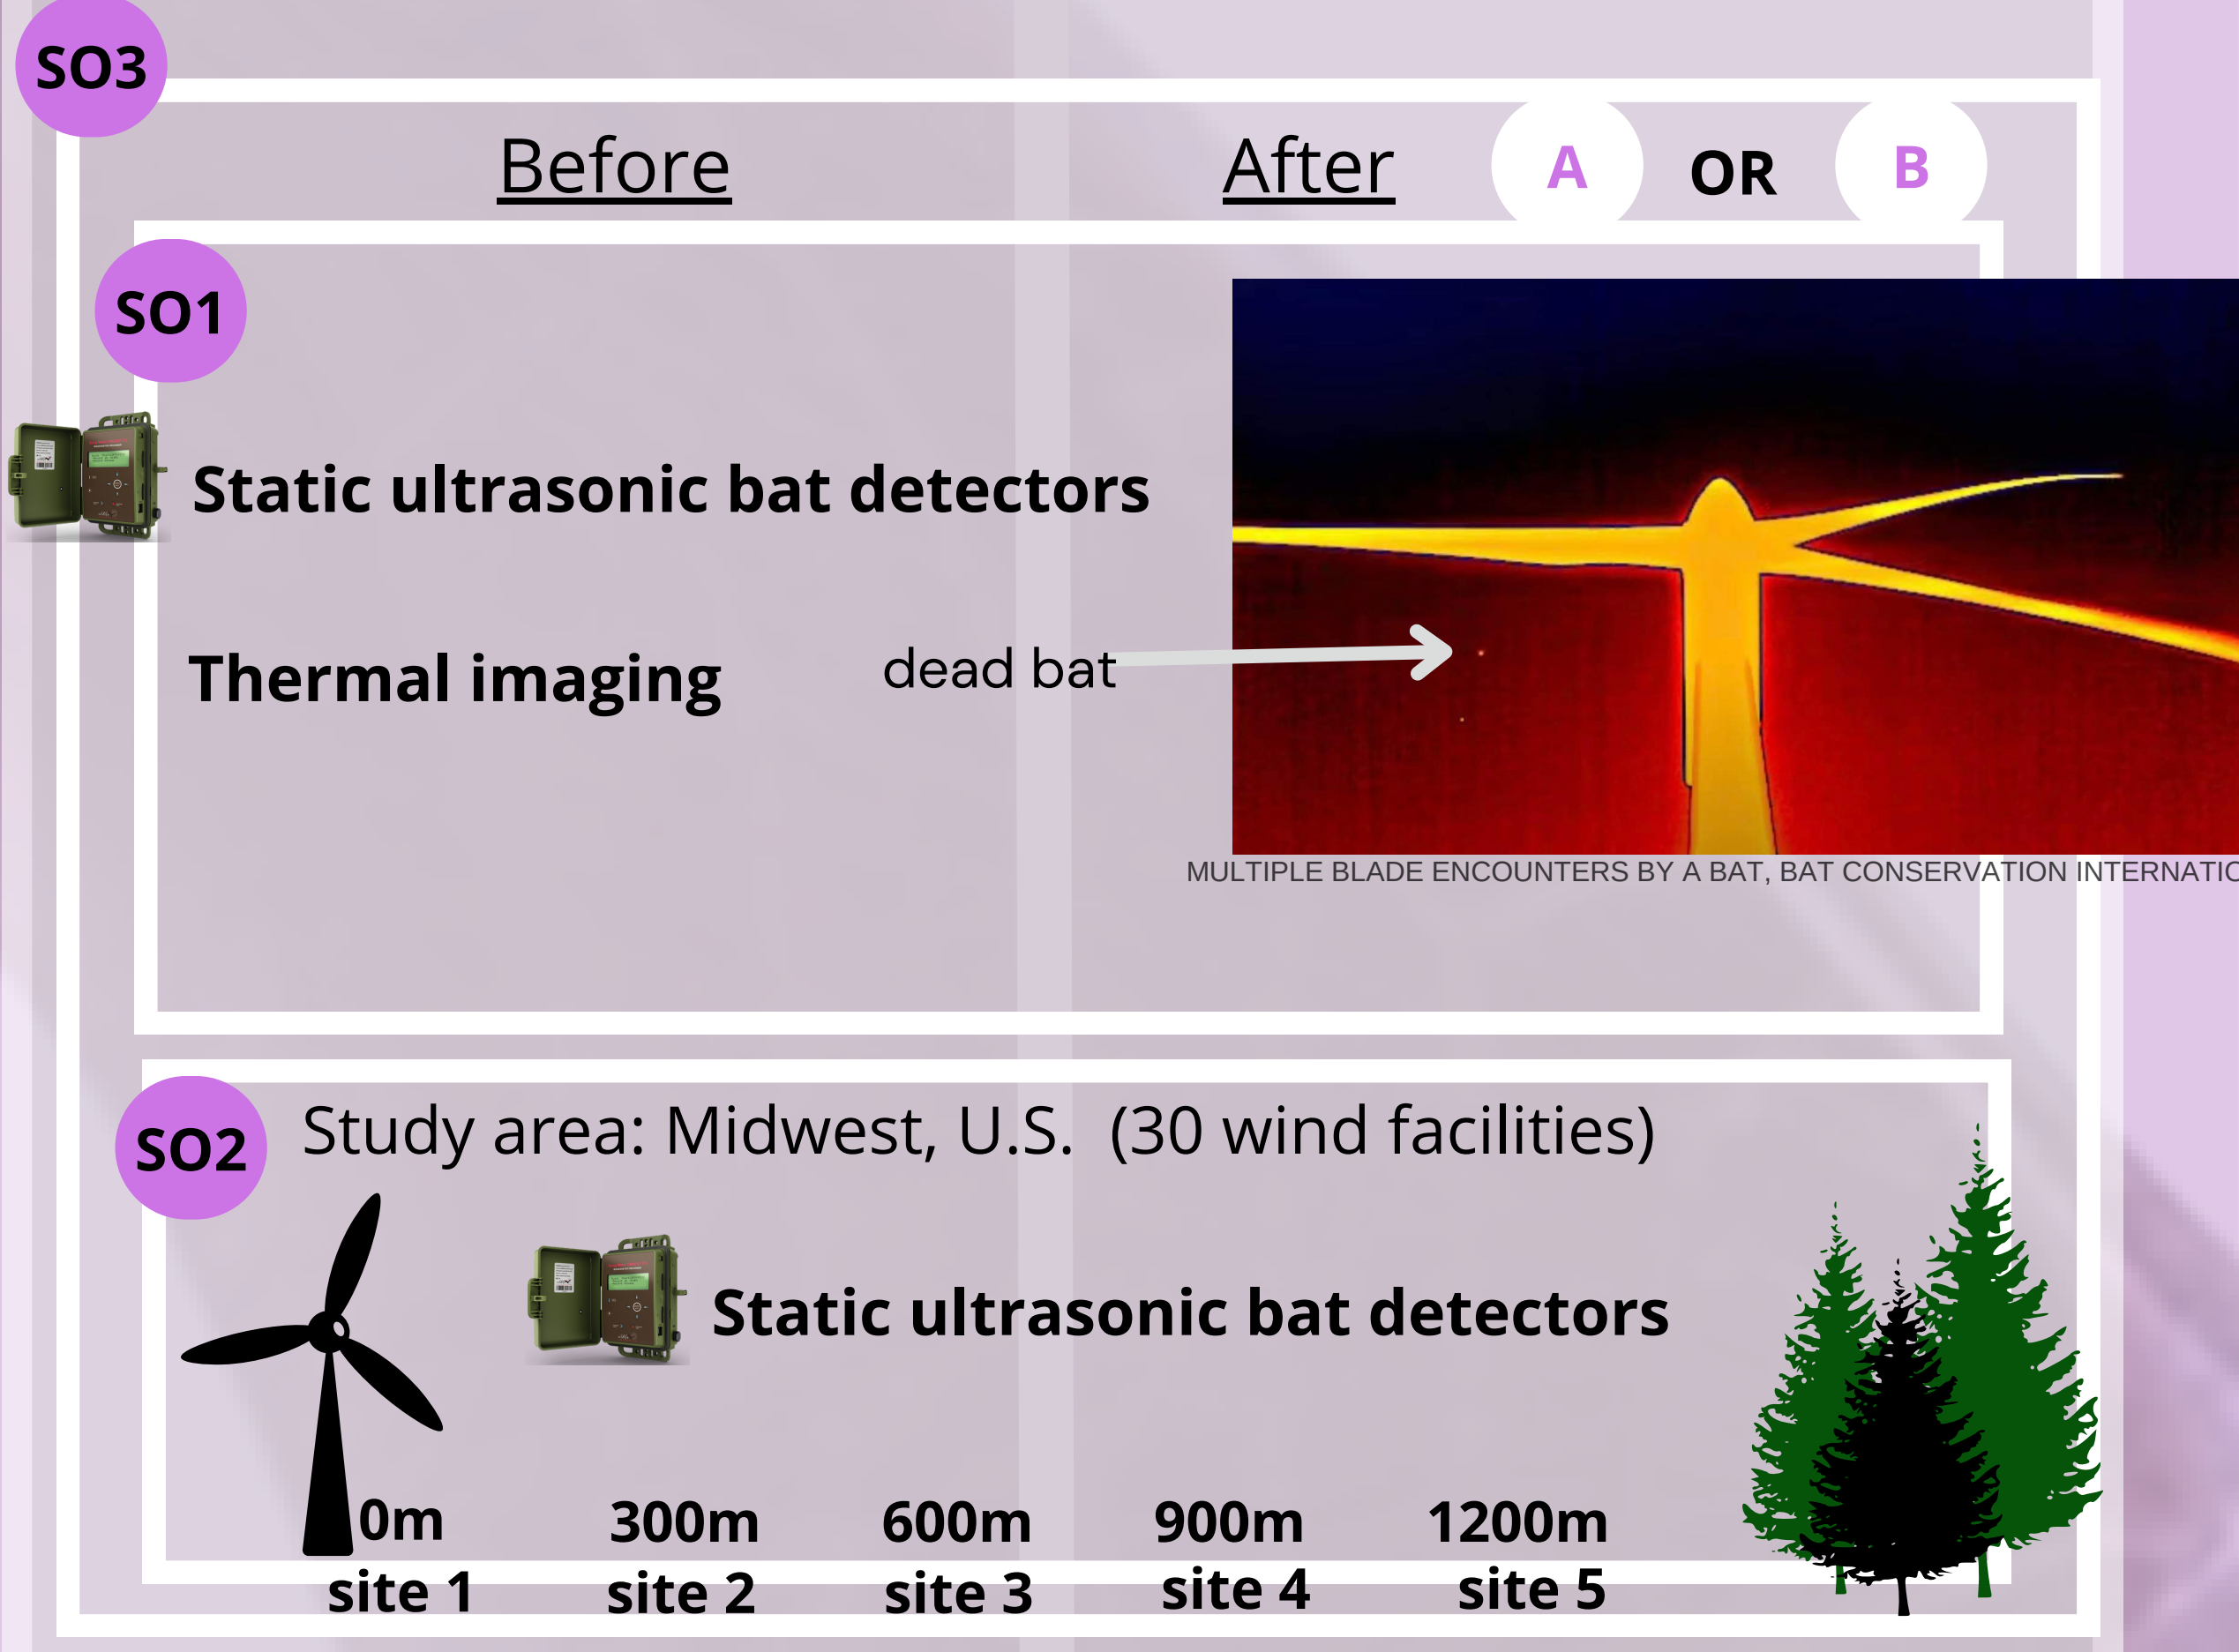 SO3
Before
After
A
OR
B
SO1
Static ultrasonic bat detectors
Thermal imaging
dead bat
MULTIPLE BLADE ENCOUNTERS BY A BAT, BAT CONSERVATION
SO2
Study area: Midwest, U.S. (30 wind facilities)
Static ultrasonic bat detectors
0m
300m
600m
900m
1200m
site 1
site 2
site 3
site 4
site 5